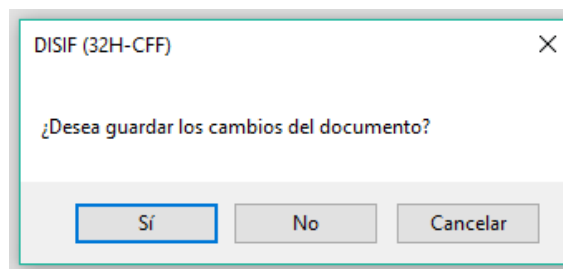 DISIF (32H-CFF)
¿Desea guardar los cambios del documento?
Sí
No
Cancelar